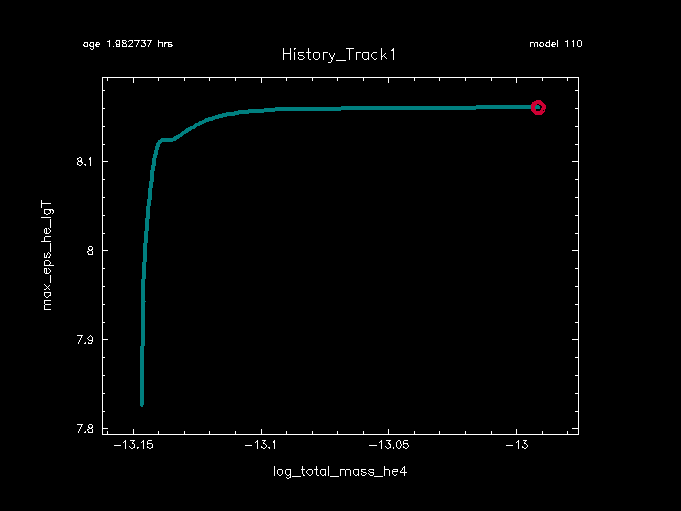 age 1.982737 hrs
model 110
History_Track1
8.1
8
7.9
7.8
max_eps_he_lgT
−13.15
−13.1
−13.05
−13
log_total_mass_he4